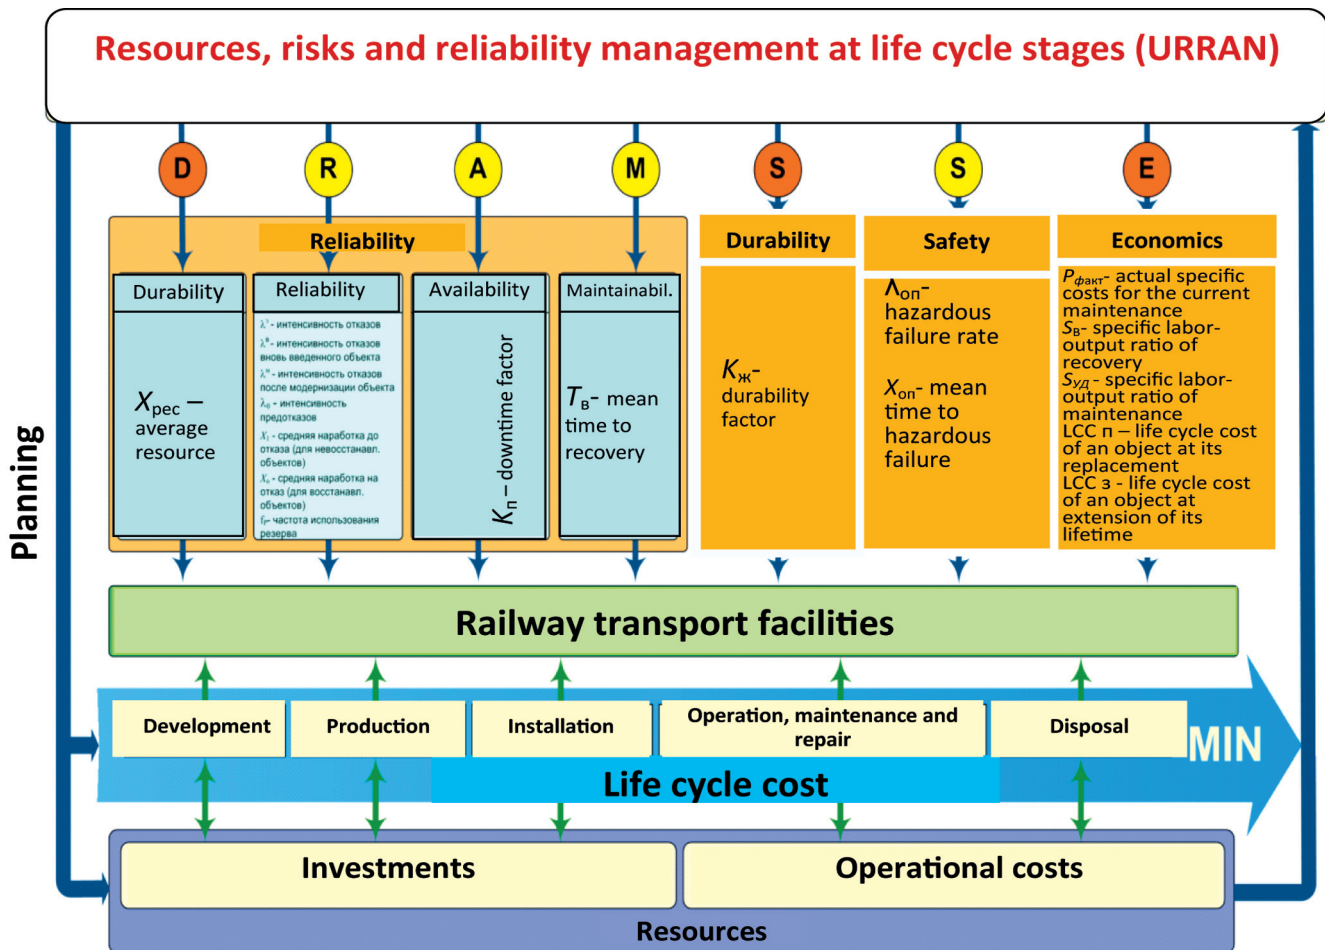 Resources, risks and reliability management at life cycle stages (URRAN)
D
R
A
M
S
S
E
Reliability
Durability
X рес –
average
resource
Reliability
λˢ - интенсивность отказов
λᴮ - интенсивность отказов
вновь введенного объекта
λᴹ - интенсивность отказов
после модернизации объекта
λ₀ - интенсивность
предотказов
X₁ - средняя наработка до
отказа (для невосстанавл.
объектов)
Xₒ - средняя наработка на
отказ (для восстанавл.
объектов)
fР- частота использования
резерва
Availability
Kп – downtime factor
Maintainabil.
Tв- mean
time to
recovery
Durability
Kж-
durability
factor
Safety
Λоп-
hazardous
failure rate
Xоп- mean
time to
hazardous
failure
Economics
Pфакт- actual specific
costs for the current
maintenance
Sв- specific labor-
output ratio of
recovery
SУД - specific labor-
output ratio of
maintenance
LCC п – life cycle cost
of an object at its
replacement
LCC з - life cycle cost
of an object at
extension of its
lifetime
Planning
Railway transport facilities
Development
Production
Installation
Operation, maintenance and
repair
Disposal
MIN
Life cycle cost
Investments
Operational costs
Resources